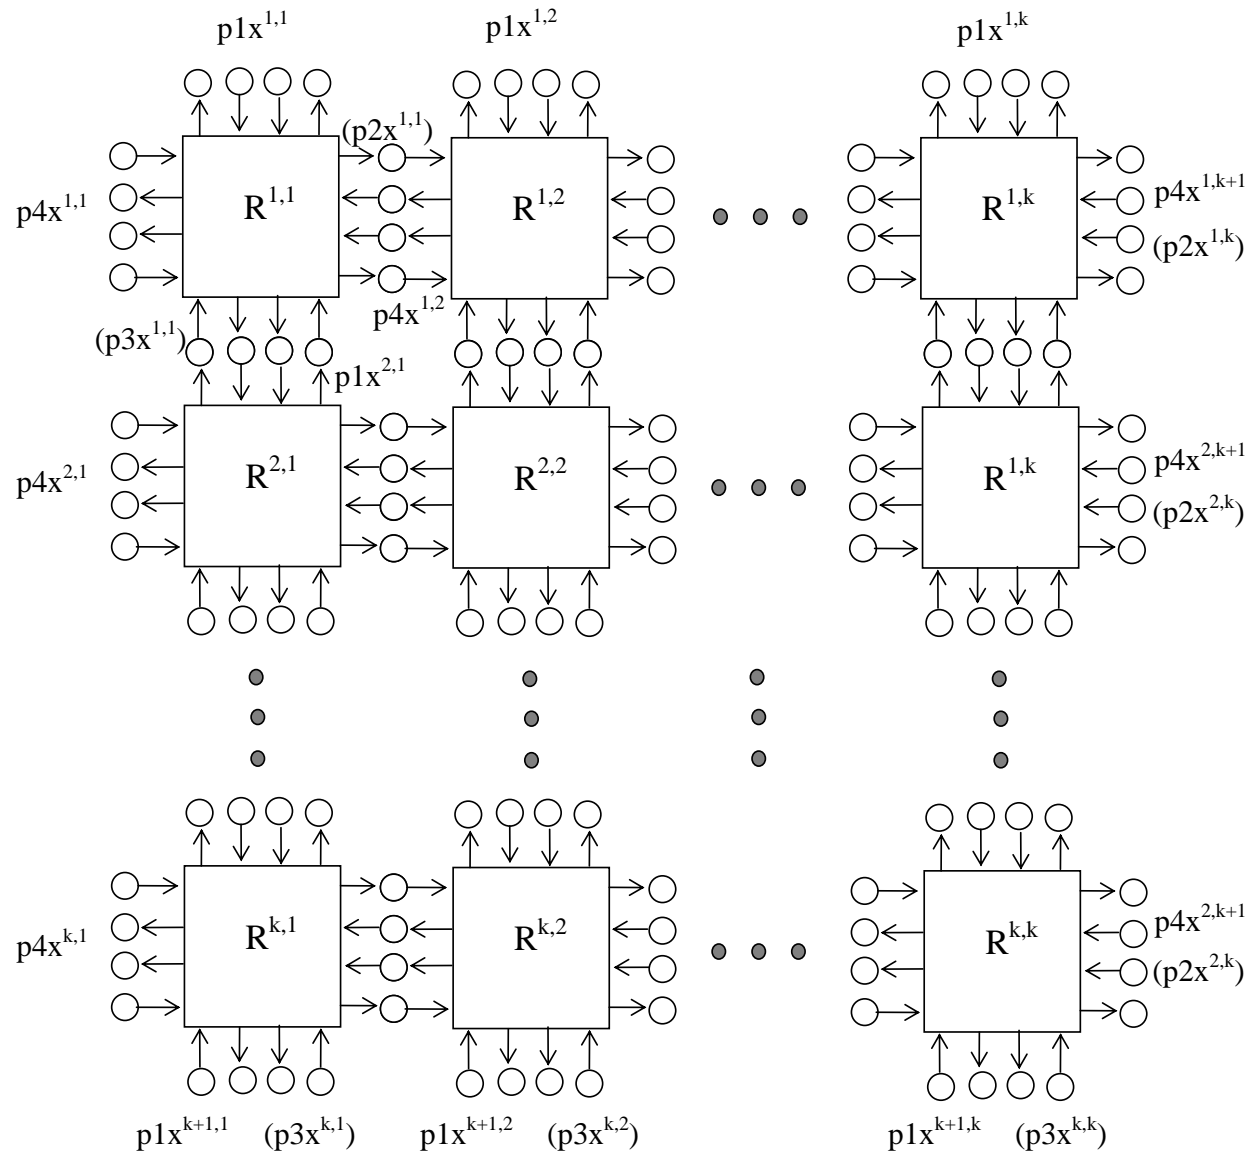 p1x^1,1 p1x^1,2 p1x^1,k
(p2x^1,1)
p4x^1,1 R^1,1 R^1,2 R^1,k p4x^1,k+1
(p2x^1,k)
p4x^1,2
(p3x^1,1)
p1x^2,1
p4x^2,1 R^2,1 R^2,2 R^1,k p4x^2,k+1
(p2x^2,k)
p4x^k,1 R^k,1 R^k,2 R^k,k p4x^2,k+1
(p2x^2,k)
p1x^k+1,1 (p3x^k,1) p1x^k+1,2 (p3x^k,2) p1x^k+1,k (p3x^k,k)